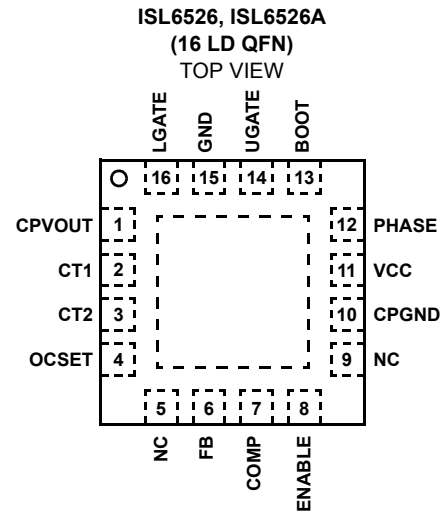 ISL6526, ISL6526A
(16 LD QFN)
TOP VIEW
LGATE
GND
UGATE
BOOT
16 15 14 13
CPVOUT 1
12 PHASE
CT1 2
11 VCC
CT2 3
10 CPGND
OCSET 4
9 NC
5 6 7 8
NC
FB
COMP
ENABLE